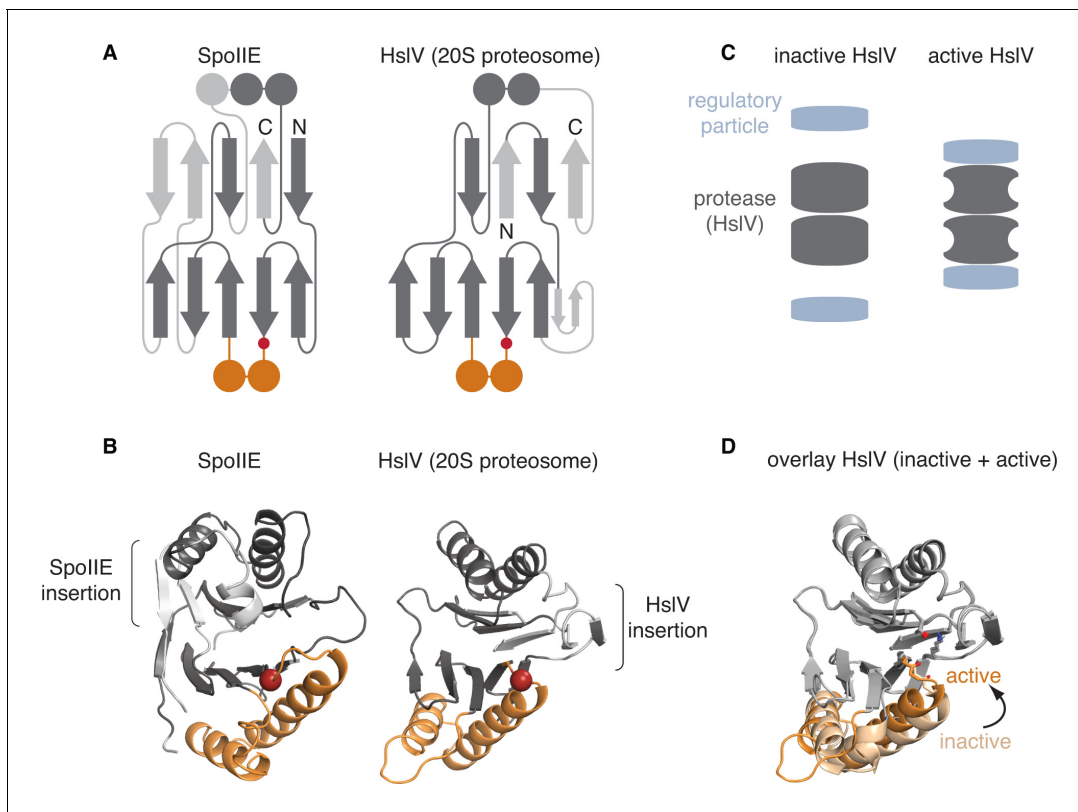 A
SpoIIE
HslV (20S proteosome)
C
N
C
N
C
inactive HslV
active HslV
regulatory
particle
protease
(HslV)
B
SpoIIE
HslV (20S proteosome)
SpoIIE
insertion
HslV
insertion
D
overlay HslV (inactive + active)
active
inactive